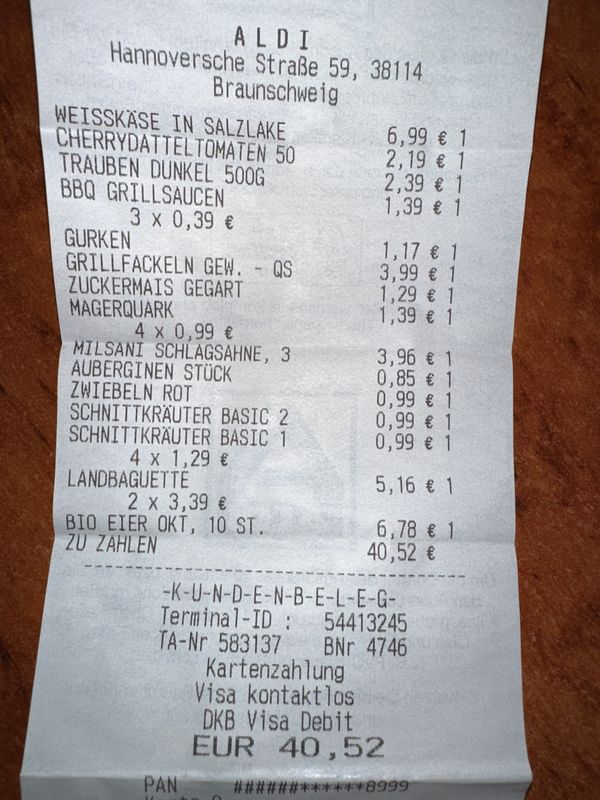 ALDI
Hannoversche Straße 59, 38114
Braunschweig
WEISSKÄSE IN SALZLAKE 6,99 € 1
CHERRYDATTELTOMATEN 50 2,19 € 1
TRAUBEN DUNKEL 500G 2,39 € 1
BBQ GRILLSAUCEN 1,39 € 1
3 x 0,39 €
GURKEN 1,17 € 1
GRILLFACKELN GEW. - QS 3,99 € 1
ZUCKERMAIS GEGART 1,29 € 1
MAGERQUARK 1,39 € 1
4 x 0,99 €
MILSANI SCHLAGSAHNE, 3 3,96 € 1
AUBERGINEN STÜCK 0,85 € 1
ZWIEBELN ROT 0,99 € 1
SCHNITTKRÄUTER BASIC 2 0,99 € 1
SCHNITTKRÄUTER BASIC 1 0,99 € 1
4 x 1,29 €
LANDBAGUETTE 5,16 € 1
2 x 3,39 €
BIO EIER OKT, 10 ST. 6,78 € 1
ZU ZAHLEN 40,52 €
-K-U-N-D-E-N-B-E-L-E-G-
Terminal-ID : 54413245
TA-Nr 583137 BNr 4746
Kartenzahlung
Visa kontaktlos
DKB Visa Debit
EUR 40,52
PAN ######******8999